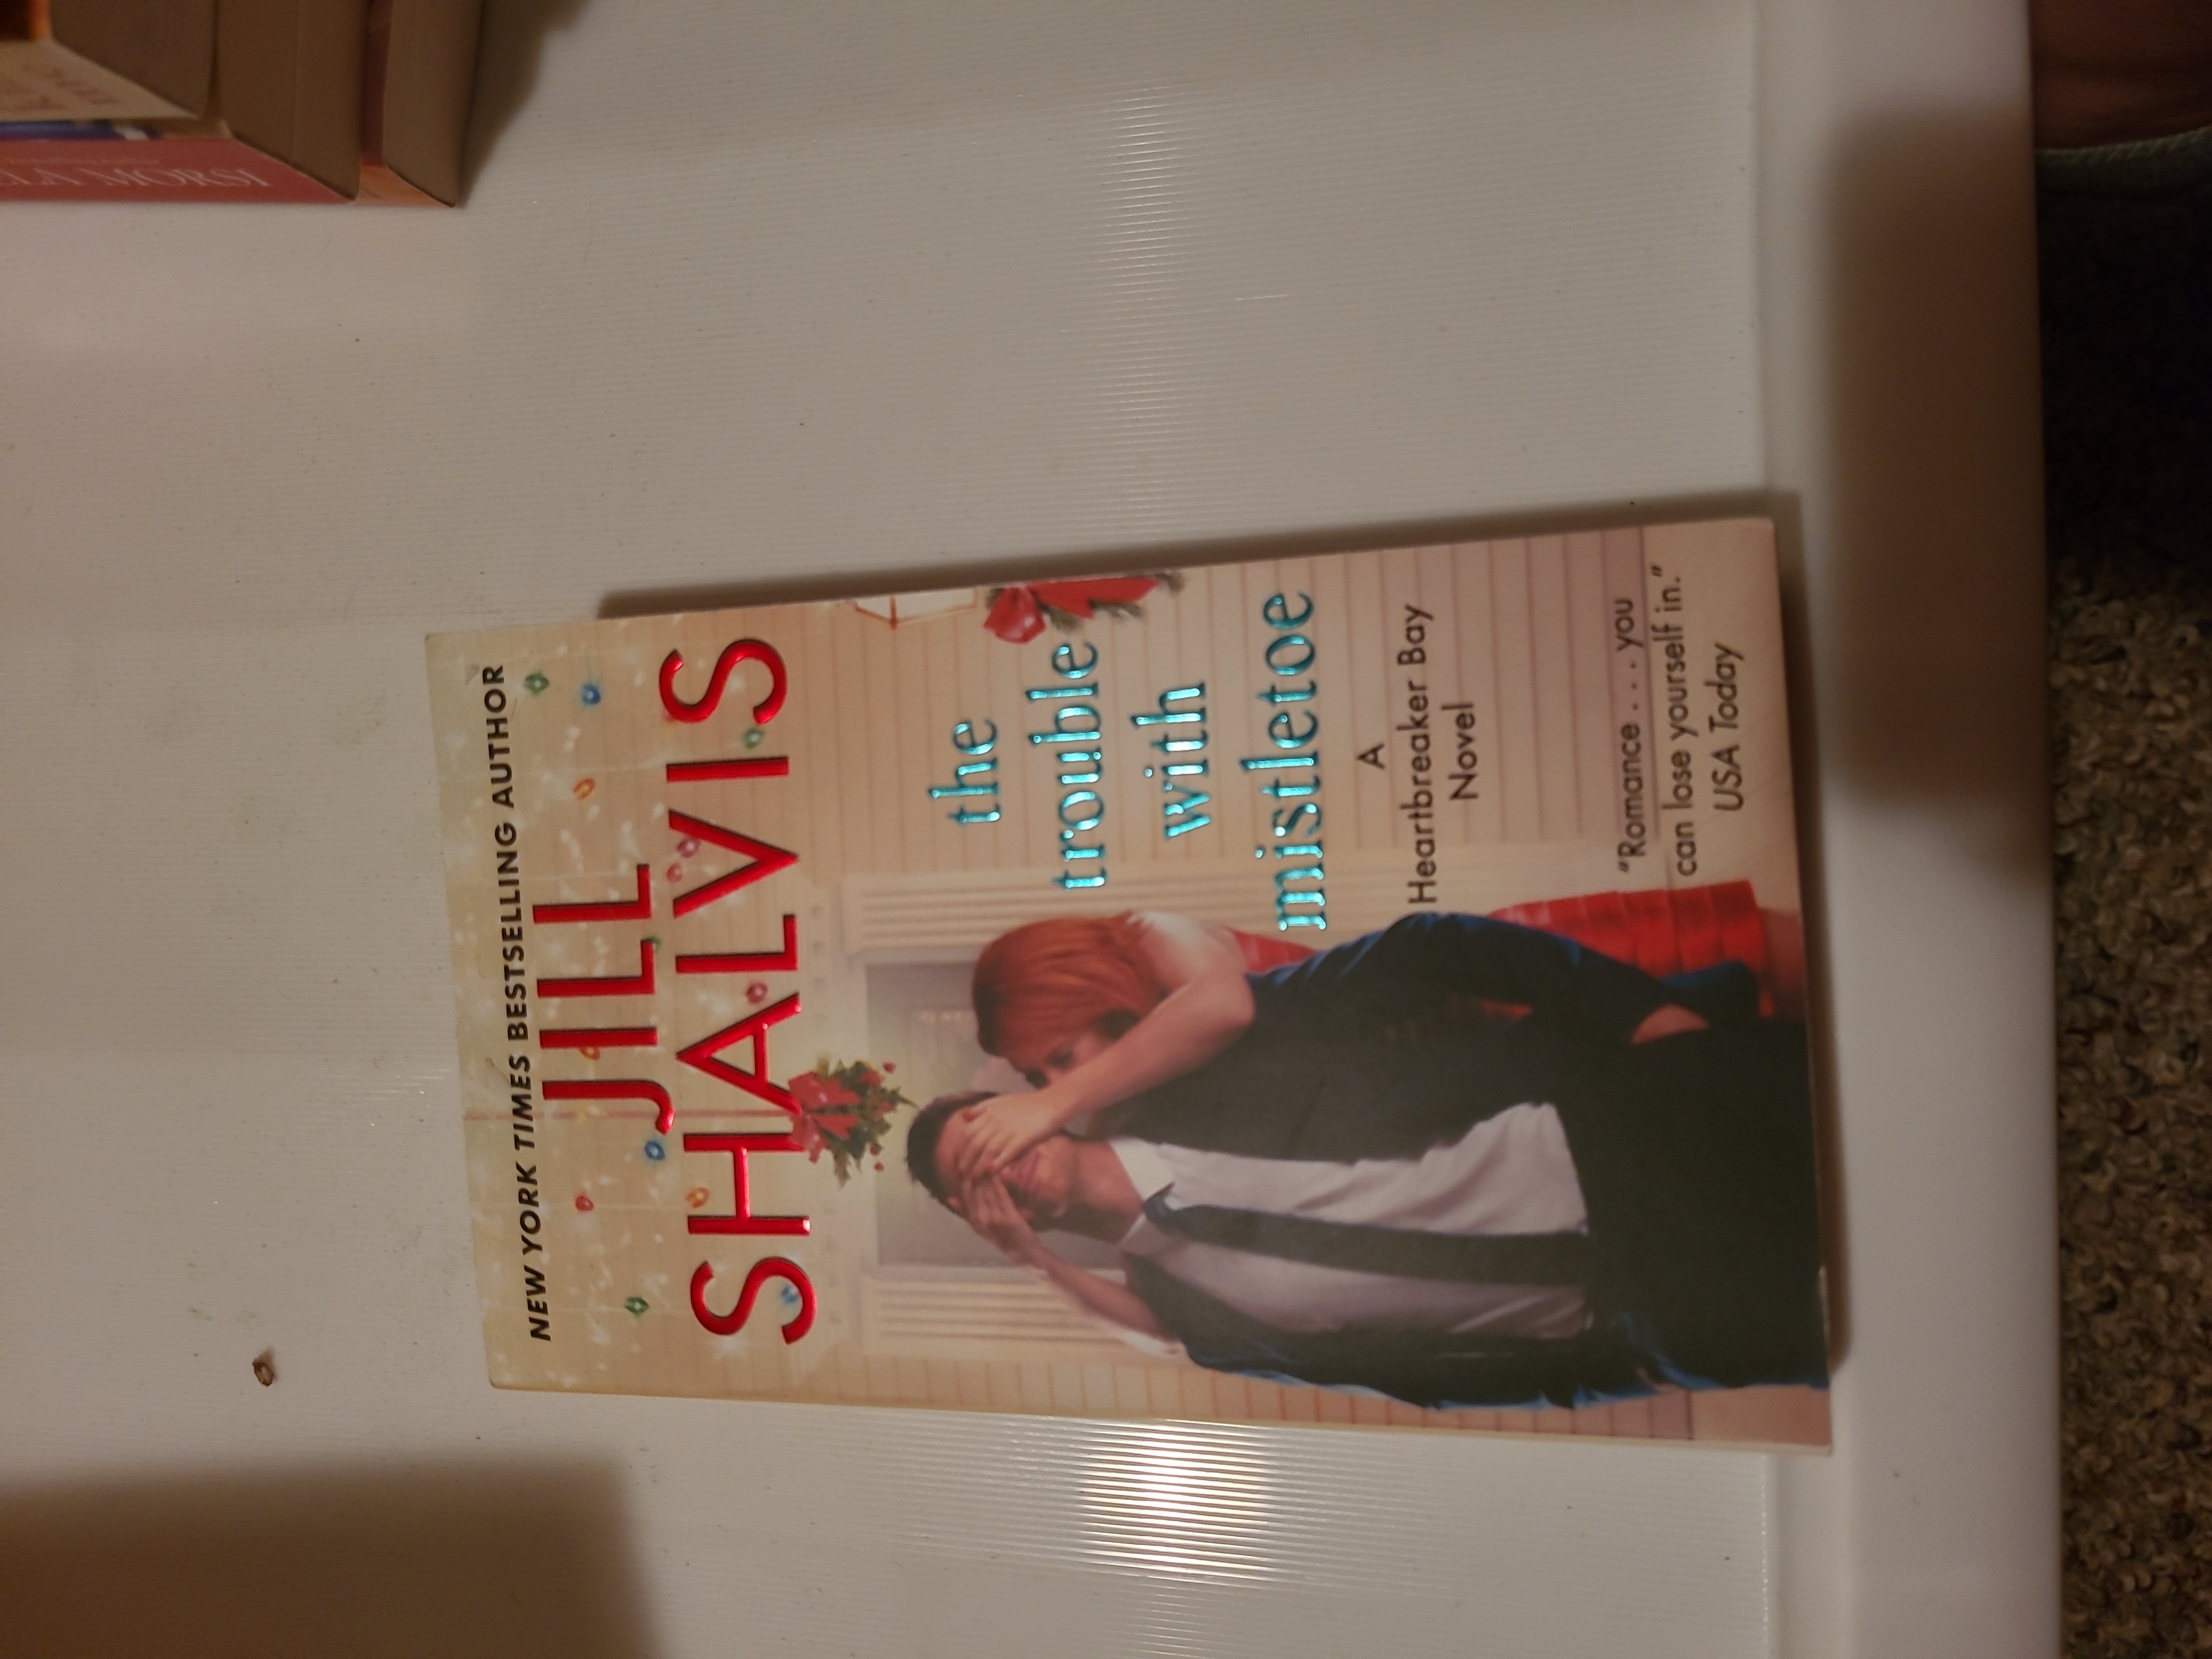 NEW YORK TIMES BESTSELLING AUTHOR
JILL
SHALVIS
the
trouble
with
mistletoe
A
Heartbreaker Bay
Novel
"Romance . . . you
can lose yourself in."
USA Today
MORSI